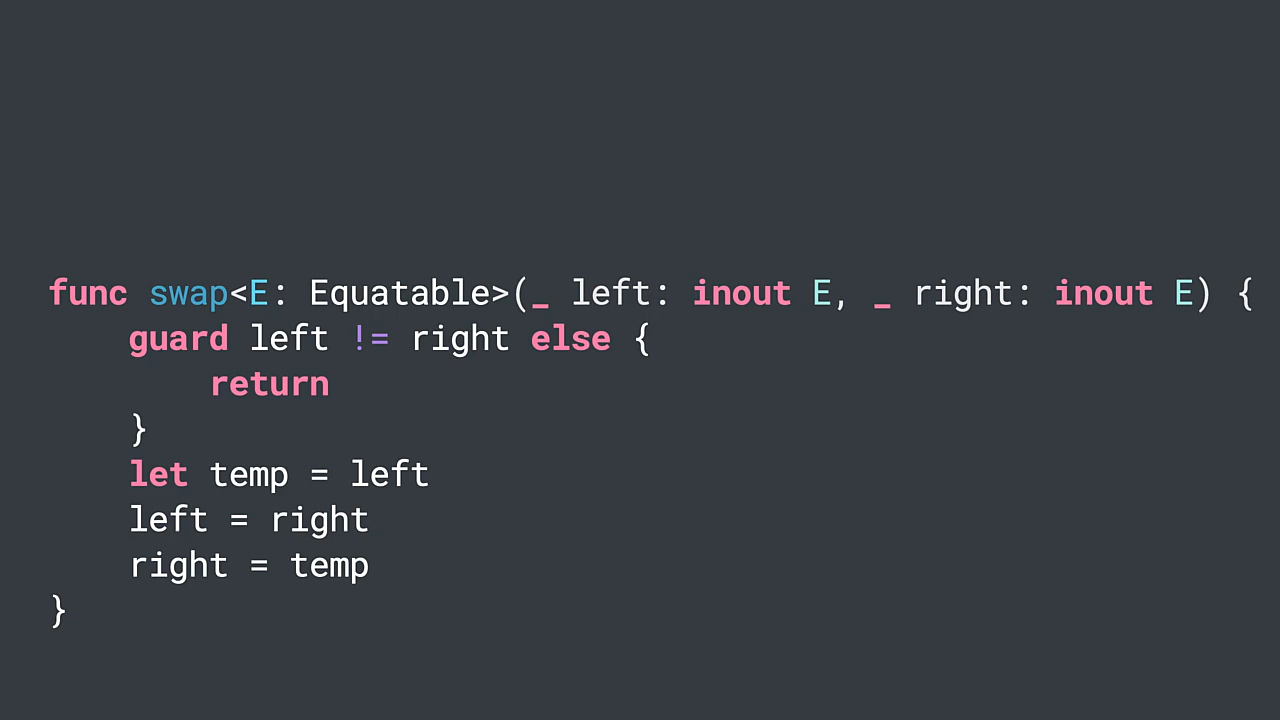 func swap<E: Equatable>(_ left: inout E, _ right: inout E) {
    guard left != right else {
        return
    }
    let temp = left
    left = right
    right = temp
}